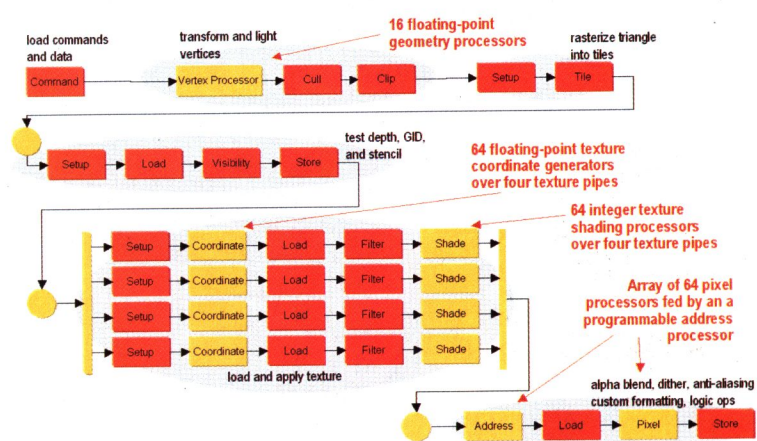 16 floating-point
geometry processors
load commands
and data
transform and light
vertices
rasterize triangle
into tiles
Command
Vertex Processor
Cull
Clip
Setup
Tile
test depth, GID,
and stencil
Setup
Load
Visibility
Store
64 floating-point texture
coordinate generators
over four texture pipes
64 integer texture
shading processors
over four texture pipes
Setup
Coordinate
Load
Filter
Shade
Setup
Coordinate
Load
Filter
Shade
Setup
Coordinate
Load
Filter
Shade
Setup
Coordinate
Load
Filter
Shade
load and apply texture
Array of 64 pixel
processors fed by an a
programmable address
processor
alpha blend, dither, anti-aliasing
custom formatting, logic ops
Address
Load
Pixel
Store